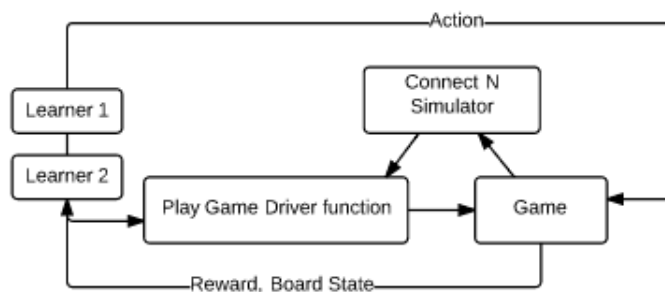 Action
Connect N
Simulator
Learner 1
Learner 2
Play Game Driver function
Game
Reward, Board State